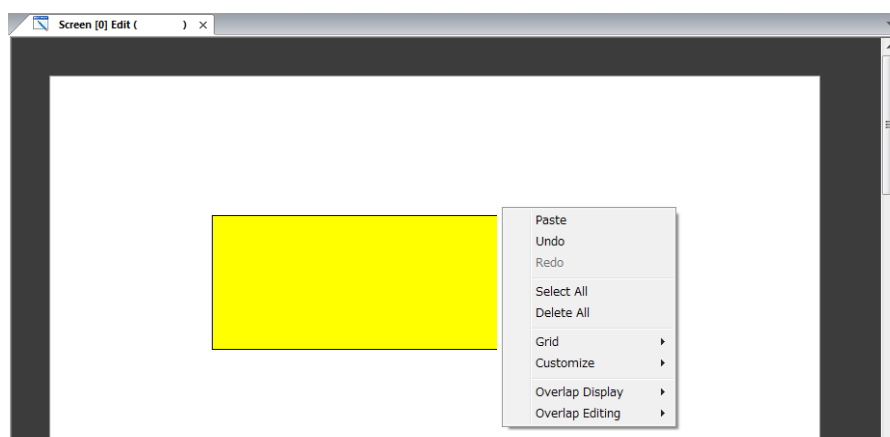 Screen [0] Edit ( )
Paste
Undo
Redo
Select All
Delete All
Grid
Customize
Overlap Display
Overlap Editing